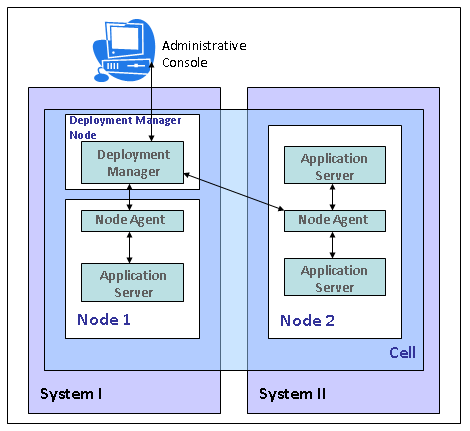 Administrative
Console
Deployment Manager
Node
Deployment
Manager
Node Agent
Application
Server
Node 1
Application
Server
Node Agent
Application
Server
Node 2
Cell
System I
System II